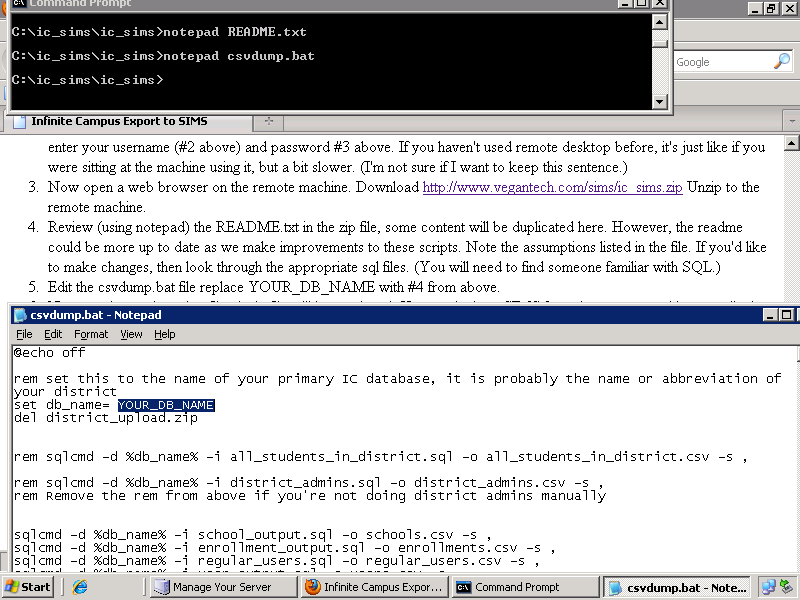 Command Prompt
C:\ic_sims\ic_sims>notepad README.txt
C:\ic_sims\ic_sims>notepad csvdump.bat
C:\ic_sims\ic_sims>
Google
Infinite Campus Export to SIMS
enter your username (#2 above) and password #3 above. If you haven't used remote desktop before, it's just like if you
were sitting at the machine using it, but a bit slower. (I'm not sure if I want to keep this sentence.)
3. Now open a web browser on the remote machine. Download http://www.vegantech.com/sims/ic_sims.zip Unzip to the
remote machine.
4. Review (using notepad) the README.txt in the zip file, some content will be duplicated here. However, the readme
could be more up to date as we make improvements to these scripts. Note the assumptions listed in the file. If you'd like
to make changes, then look through the appropriate sql files. (You will need to find someone familiar with SQL.)
5. Edit the csvdump.bat file replace YOUR_DB_NAME with #4 from above.
csvdump.bat - Notepad
File Edit Format View Help
@echo off
rem set this to the name of your primary IC database, it is probably the name or abbreviation of
your district
set db_name= YOUR_DB_NAME
del district_upload.zip
rem sqlcmd -d %db_name% -i all_students_in_district.sql -o all_students_in_district.csv -s ,
rem sqlcmd -d %db_name% -i district_admins.sql -o district_admins.csv -s ,
rem Remove the rem from above if you're not doing district admins manually
sqlcmd -d %db_name% -i school_output.sql -o schools.csv -s ,
sqlcmd -d %db_name% -i enrollment_output.sql -o enrollments.csv -s ,
sqlcmd -d %db_name% -i regular_users.sql -o regular_users.csv -s ,
Start
Manage Your Server
Infinite Campus Expor...
Command Prompt
csvdump.bat - Note...